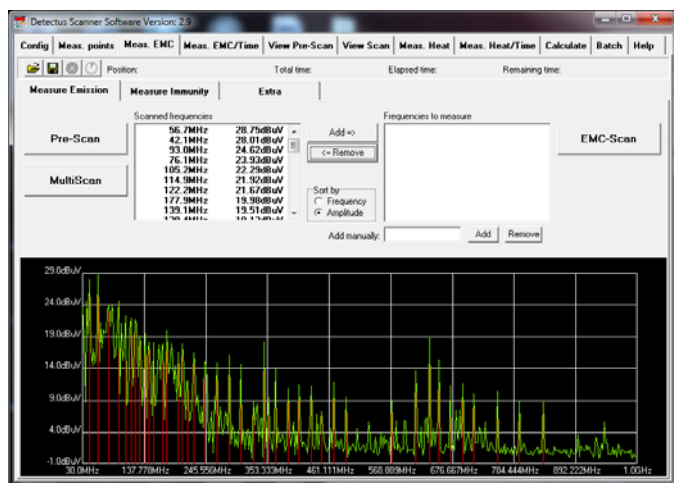 Detectus Scanner Software Version: 2.9
Config Meas. points Meas. EMC Meas. EMC/Time View Pre-Scan View Scan Meas. Heat Meas. Heat/Time Calculate Batch Help
Position: Total time: Elapsed time: Remaining time:
Measure Emission Measure Immunity Extra
Scanned frequencies Frequencies to measure
Pre-Scan
MultiScan
56.7MHz 28.75dBuV
42.1MHz 28.01dBuV
93.0MHz 24.62dBuV
76.1MHz 23.93dBuV
105.2MHz 22.29dBuV
114.9MHz 21.92dBuV
122.2MHz 21.67dBuV
177.9MHz 19.98dBuV
139.1MHz 19.51dBuV
Add =>
<= Remove
Sort by
Frequency
Amplitude
EMC-Scan
Add manually: Add Remove
29.0dBuV
24.0dBuV
19.0dBuV
14.0dBuV
9.0dBuV
4.0dBuV
-1.0dBuV
30.0MHz 137.778MHz 245.556MHz 353.333MHz 461.111MHz 568.889MHz 676.667MHz 784.444MHz 892.222MHz 1.0GHz